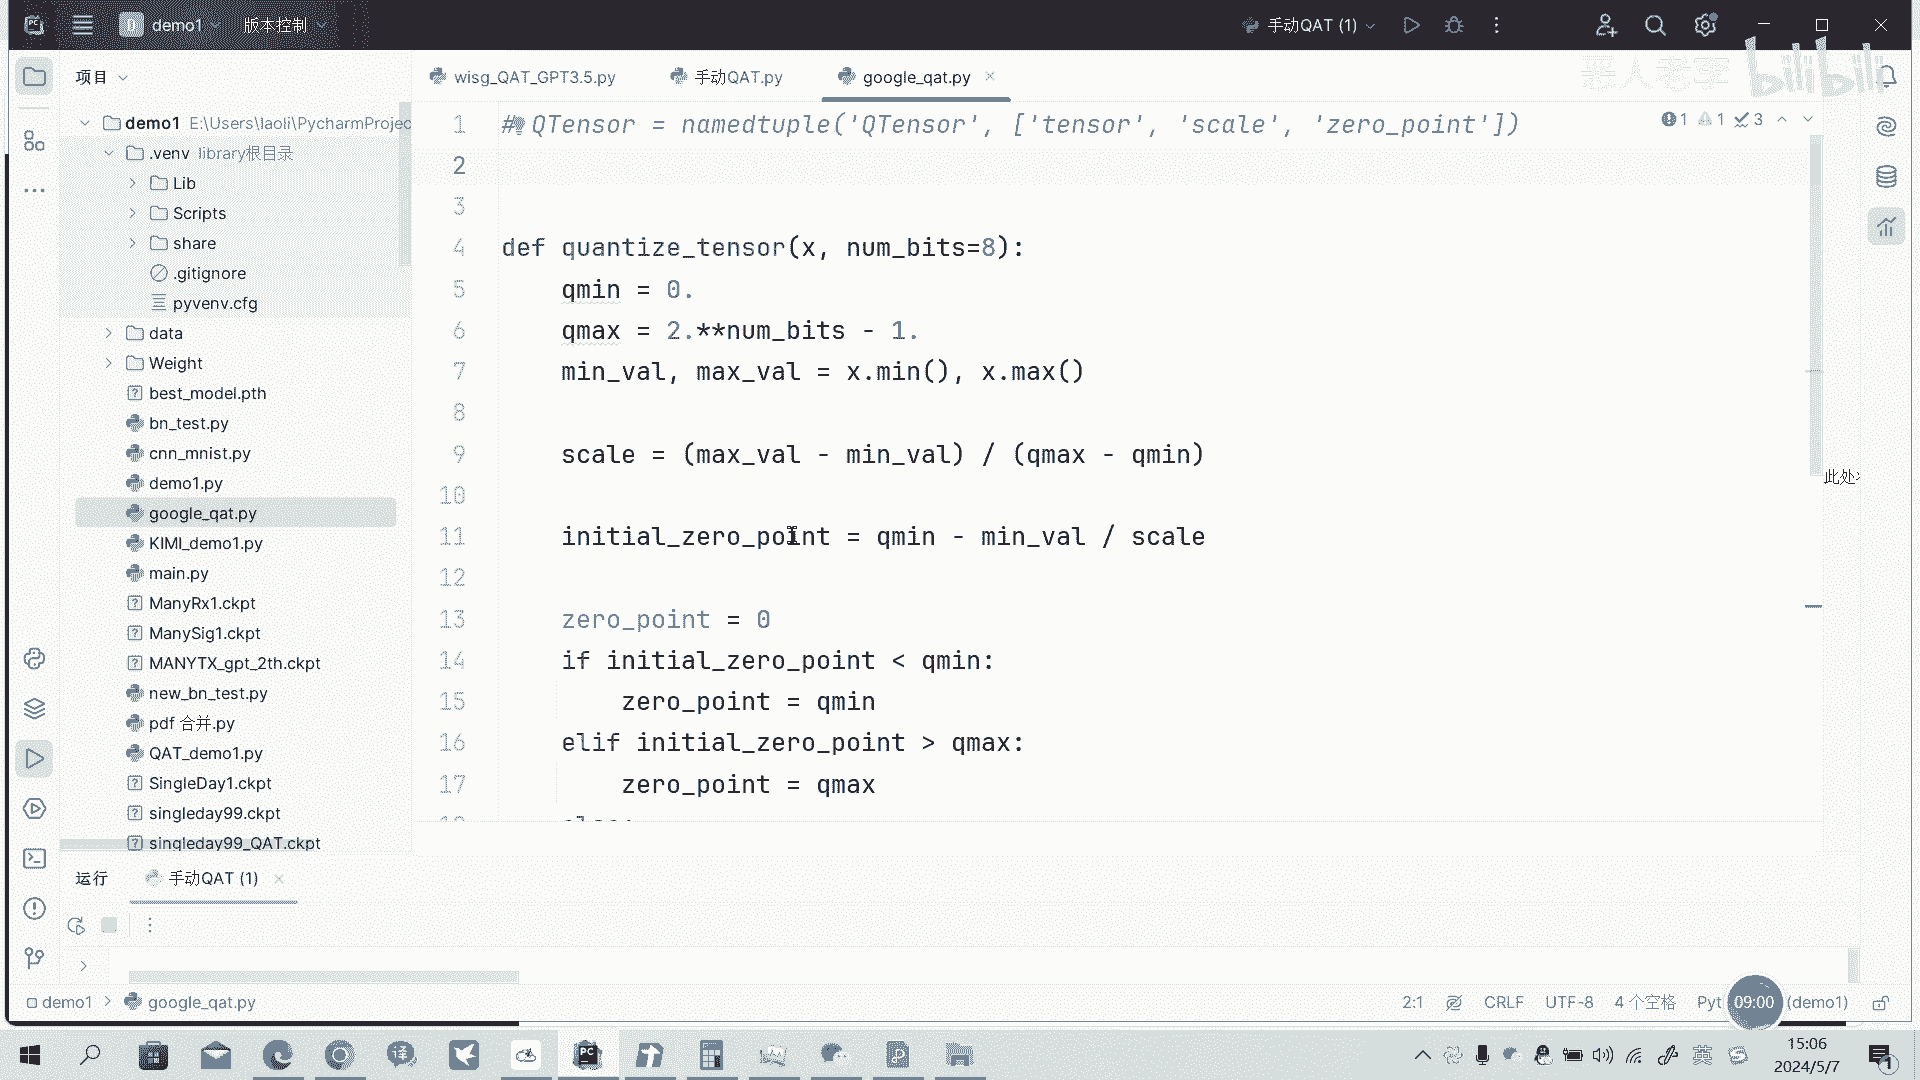 demo1
版本控制
手动QAT (1)
恶人老李 bilibili
项目
wisg_QAT_GPT3.5.py
手动QAT.py
google_qat.py
demo1 E:\Users\laoli\PycharmProjec
.venv library根目录
Lib
Scripts
share
.gitignore
pyvenv.cfg
data
Weight
best_model.pth
bn_test.py
cnn_mnist.py
demo1.py
google_qat.py
KIMI_demo1.py
main.py
ManyRx1.ckpt
ManySig1.ckpt
MANYTX_gpt_2th.ckpt
new_bn_test.py
pdf 合并.py
QAT_demo1.py
SingleDay1.ckpt
singleday99.ckpt
singleday99_QAT.ckpt
1 # QTensor = namedtuple('QTensor', ['tensor', 'scale', 'zero_point'])
1 1 3
2
3
4 def quantize_tensor(x, num_bits=8):
5 qmin = 0.
6 qmax = 2.**num_bits - 1.
7 min_val, max_val = x.min(), x.max()
8
9 scale = (max_val - min_val) / (qmax - qmin)
10
11 initial_zero_point = qmin - min_val / scale
12
13 zero_point = 0
14 if initial_zero_point < qmin:
15 zero_point = qmin
16 elif initial_zero_point > qmax:
17 zero_point = qmax
此处
运行
手动QAT (1)
demo1 > google_qat.py
2:1
CRLF
UTF-8
4 个空格
Pyt
09:00
(demo1)
英
15:06
2024/5/7